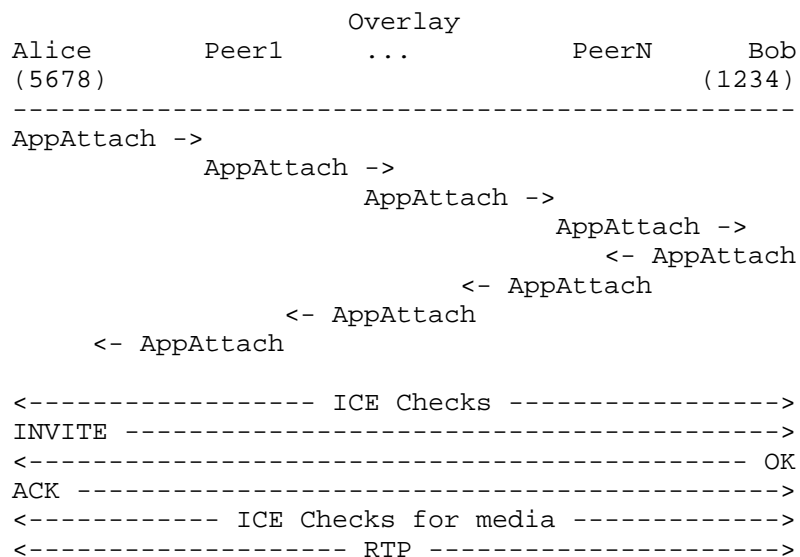 Overlay
Alice       Peer1    ...          PeerN     Bob
(5678)                                     (1234)
-------------------------------------------------
AppAttach ->
            AppAttach ->
                      AppAttach ->
                                  AppAttach ->
                                     <- AppAttach
                            <- AppAttach
                 <- AppAttach
     <- AppAttach

<------------------ ICE Checks ----------------->
INVITE ----------------------------------------->
<--------------------------------------------- OK
ACK -------------------------------------------->
<------------ ICE Checks for media ------------->
<-------------------- RTP ---------------------->